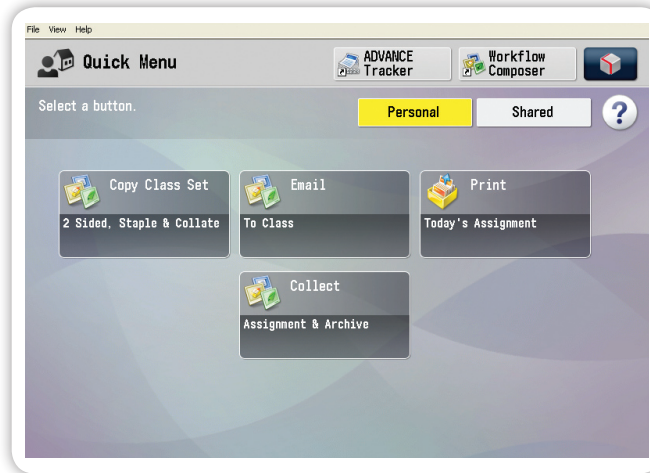 File View Help
Quick Menu
ADVANCE
Tracker
Workflow
Composer
Select a button.
Personal
Shared
?
Copy Class Set
2 Sided, Staple & Collate
Email
To Class
Print
Today's Assignment
Collect
Assignment & Archive